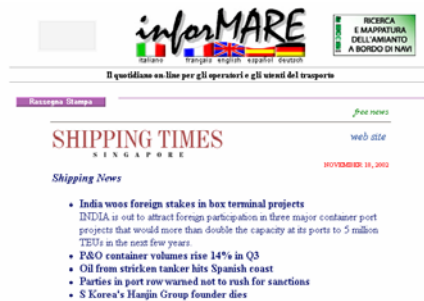 inforMARE
italiano français english español deutsch
RICERCA
E MAPPATURA
DELL'AMIANTO
A BORDO DI NAVI
Il quotidiano on-line per gli operatori e gli utenti del trasporto
Rassegna Stampa
free news
SHIPPING TIMES
SINGAPORE
web site
NOVEMBER 18, 2002
Shipping News
India woos foreign stakes in box terminal projects
INDIA is out to attract foreign participation in three major container port
projects that would more than double the capacity at its ports to 5 million
TEUs in the next few years.
P&O container volumes rise 14% in Q3
Oil from stricken tanker hits Spanish coast
Parties in port row warned not to rush for sanctions
S Korea's Hanjin Group founder dies